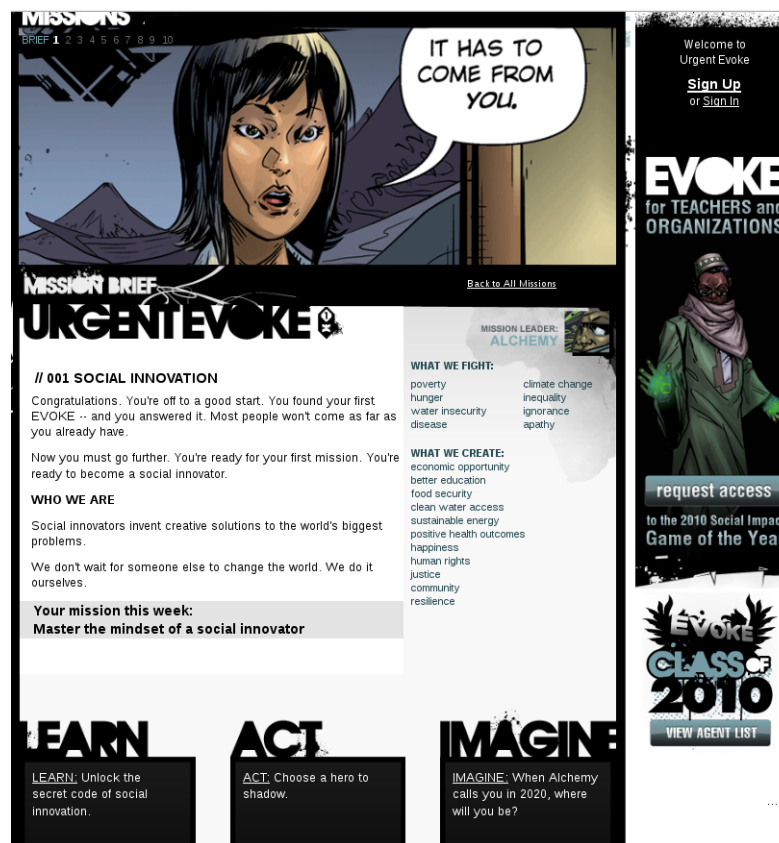 MISSIONS
BRIEF 1 2 3 4 5 6 7 8 9 10
IT HAS TO
COME FROM
YOU.
MISSION BRIEF
Back to All Missions
URGENT EVOKE
MISSION LEADER:
ALCHEMY
// 001 SOCIAL INNOVATION
Congratulations. You're off to a good start. You found your first
EVOKE -- and you answered it. Most people won't come as far as
you already have.
Now you must go further. You're ready for your first mission. You're
ready to become a social innovator.
WHO WE ARE
Social innovators invent creative solutions to the world's biggest
problems.
We don't wait for someone else to change the world. We do it
ourselves.
Your mission this week:
Master the mindset of a social innovator
WHAT WE FIGHT:
poverty
hunger
water insecurity
disease
climate change
inequality
ignorance
apathy
WHAT WE CREATE:
economic opportunity
better education
food security
clean water access
sustainable energy
positive health outcomes
happiness
human rights
justice
community
resilience
LEARN
LEARN: Unlock the
secret code of social
innovation.
ACT
ACT: Choose a hero to
shadow.
IMAGINE
IMAGINE: When Alchemy
calls you in 2020, where
will you be?
Welcome to
Urgent Evoke
Sign Up
or Sign In
EVOKE
for TEACHERS and
ORGANIZATIONS
request access
to the 2010 Social Impac
Game of the Yea
EVOKE
CLASS OF
2010
VIEW AGENT LIST
...